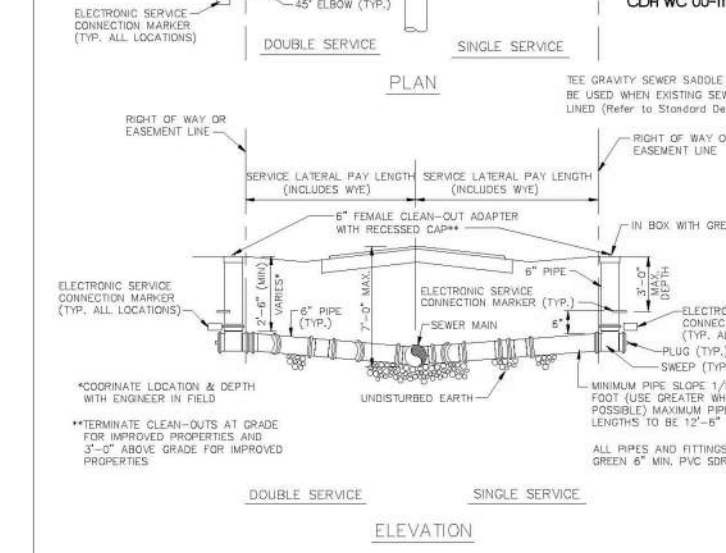 45° ELBOW (TYP.)
ELECTRONIC SERVICE
CONNECTION MARKER
(TYP. ALL LOCATIONS)
DOUBLE SERVICE
SINGLE SERVICE
PLAN
TEE GRAVITY SEWER SADDLE
BE USED WHEN EXISTING SEW
LINED (Refer to Standard De
RIGHT OF WAY OR
EASEMENT LINE
RIGHT OF WAY O
EASEMENT LINE
SERVICE LATERAL PAY LENGTH
(INCLUDES WYE)
SERVICE LATERAL PAY LENGTH
(INCLUDES WYE)
6" FEMALE CLEAN-OUT ADAPTER
WITH RECESSED CAP**
IN BOX WITH GRE
ELECTRONIC SERVICE
CONNECTION MARKER
(TYP. ALL LOCATIONS)
2'-6" (MIN)
VARIES*
6" PIPE
(TYP.)
7'-0" MAX.
6" PIPE
ELECTRONIC SERVICE
CONNECTION MARKER (TYP.)
6"
3'-0"
MAX.
DEPTH
SEWER MAIN
ELECTRO
CONNEC
(TYP. AL
PLUG (TYP.)
SWEEP (TYP
UNDISTURBED EARTH
*COORINATE LOCATION & DEPTH
WITH ENGINEER IN FIELD
**TERMINATE CLEAN-OUTS AT GRADE
FOR IMPROVED PROPERTIES AND
3'-0" ABOVE GRADE FOR IMPROVED
PROPERTIES
MINIMUM PIPE SLOPE 1/
FOOT (USE GREATER WH
POSSIBLE) MAXIMUM PIP
LENGTHS TO BE 12'-6"
ALL PIPES AND FITTINGS
GREEN 6" MIN. PVC SDR
DOUBLE SERVICE
SINGLE SERVICE
ELEVATION